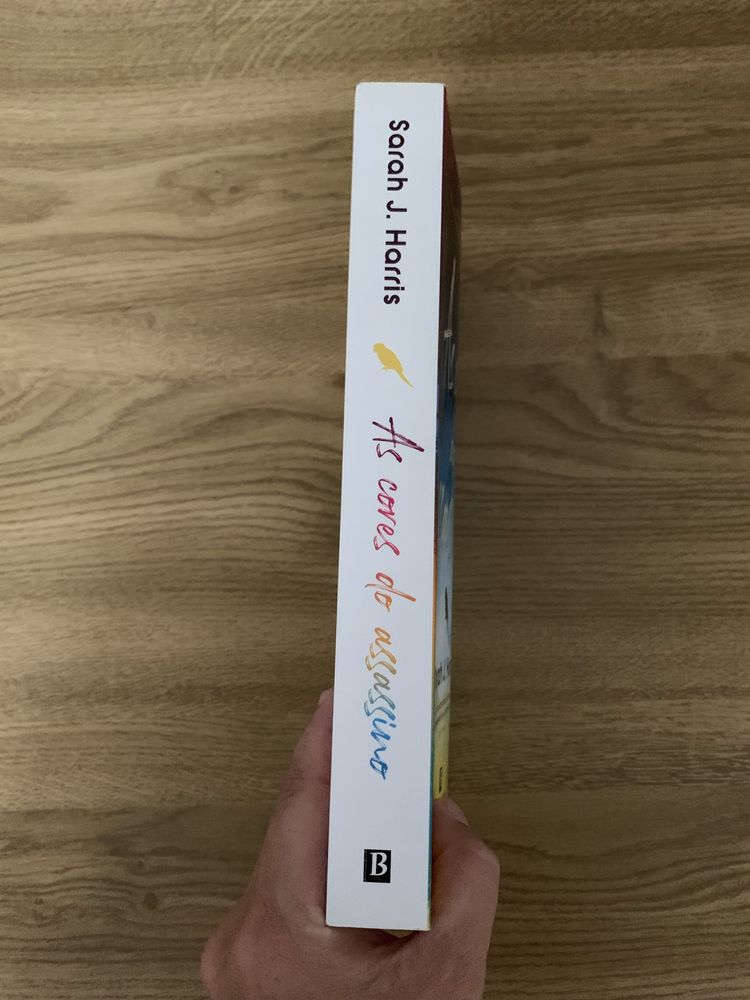 Sarah J. Harris
As cores do assassino
B